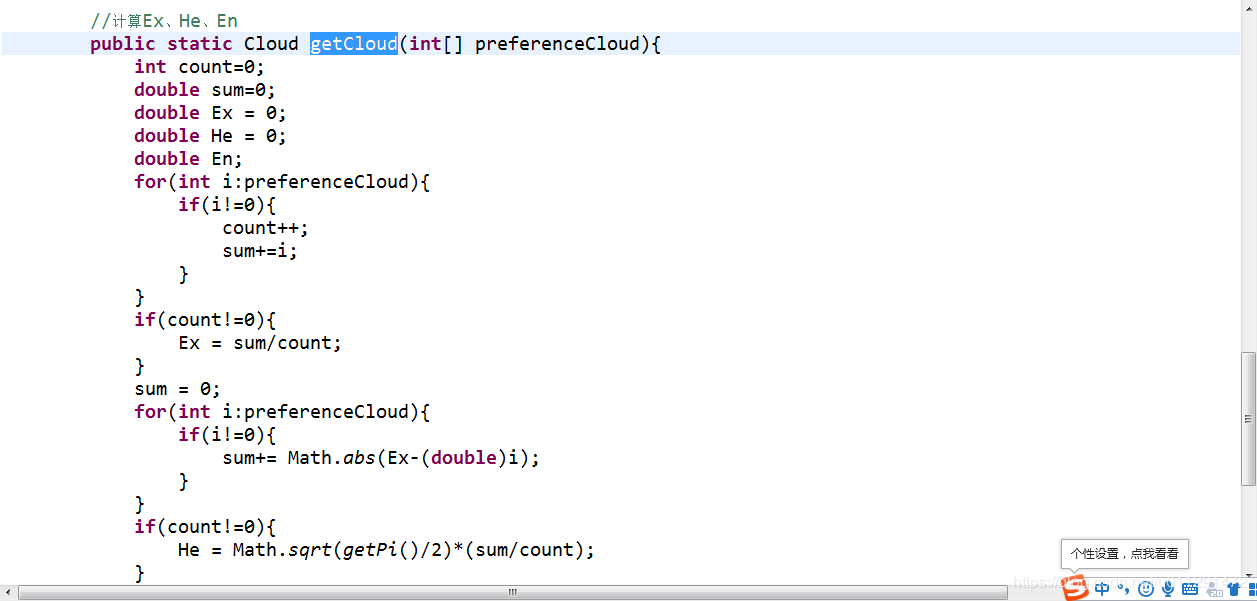 //计算Ex、He、En
public static Cloud getCloud(int[] preferenceCloud){
    int count=0;
    double sum=0;
    double Ex = 0;
    double He = 0;
    double En;
    for(int i:preferenceCloud){
        if(i!=0){
            count++;
            sum+=i;
        }
    }
    if(count!=0){
        Ex = sum/count;
    }
    sum = 0;
    for(int i:preferenceCloud){
        if(i!=0){
            sum+= Math.abs(Ex-(double)i);
        }
    }
    if(count!=0){
        He = Math.sqrt(getPi()/2)*(sum/count);
    }
个性设置，点我看看
中